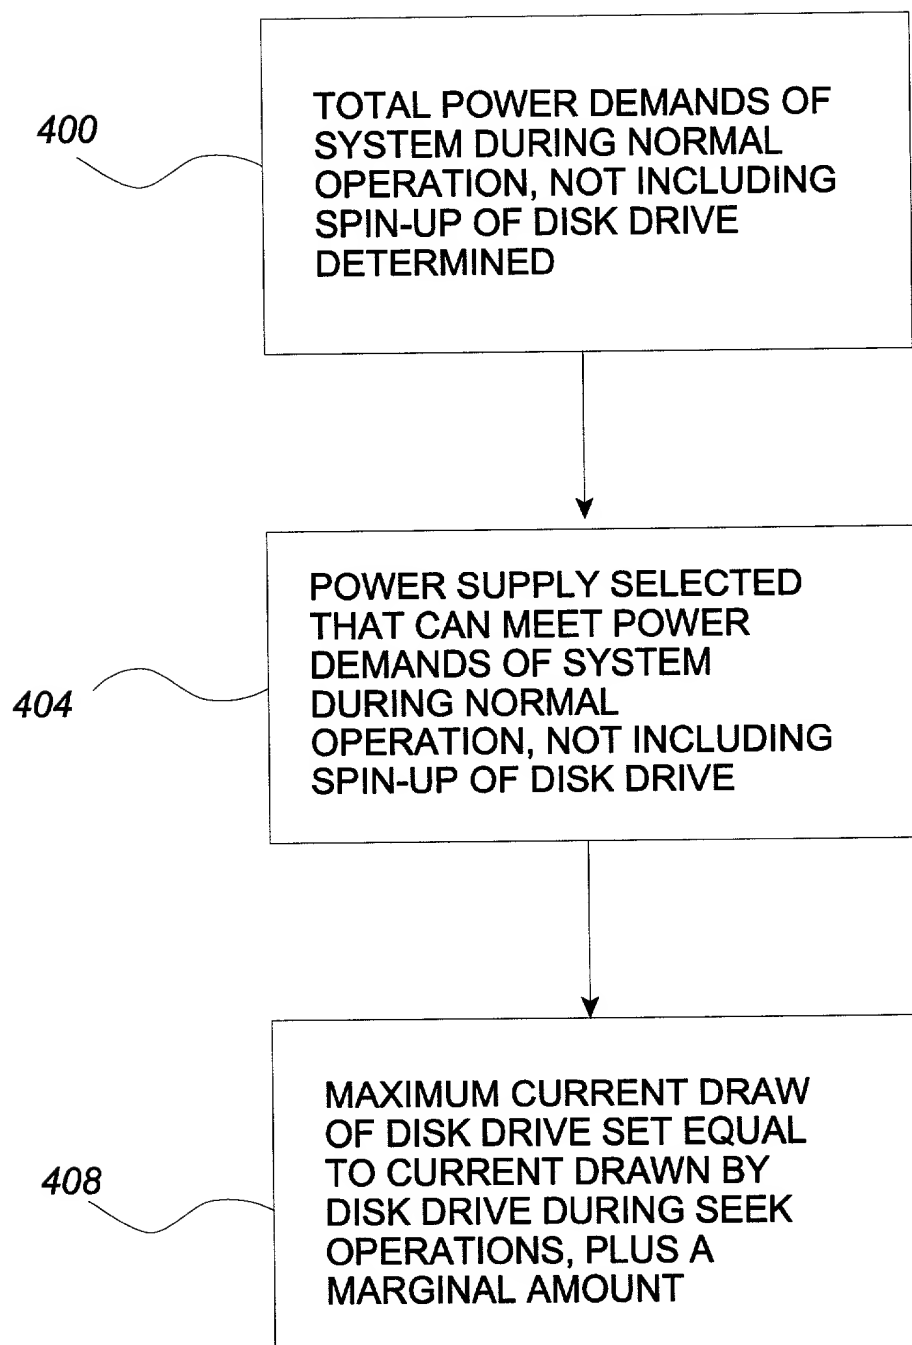 400
TOTAL POWER DEMANDS OF
SYSTEM DURING NORMAL
OPERATION, NOT INCLUDING
SPIN-UP OF DISK DRIVE
DETERMINED
404
POWER SUPPLY SELECTED
THAT CAN MEET POWER
DEMANDS OF SYSTEM
DURING NORMAL
OPERATION, NOT INCLUDING
SPIN-UP OF DISK DRIVE
408
MAXIMUM CURRENT DRAW
OF DISK DRIVE SET EQUAL
TO CURRENT DRAWN BY
DISK DRIVE DURING SEEK
OPERATIONS, PLUS A
MARGINAL AMOUNT